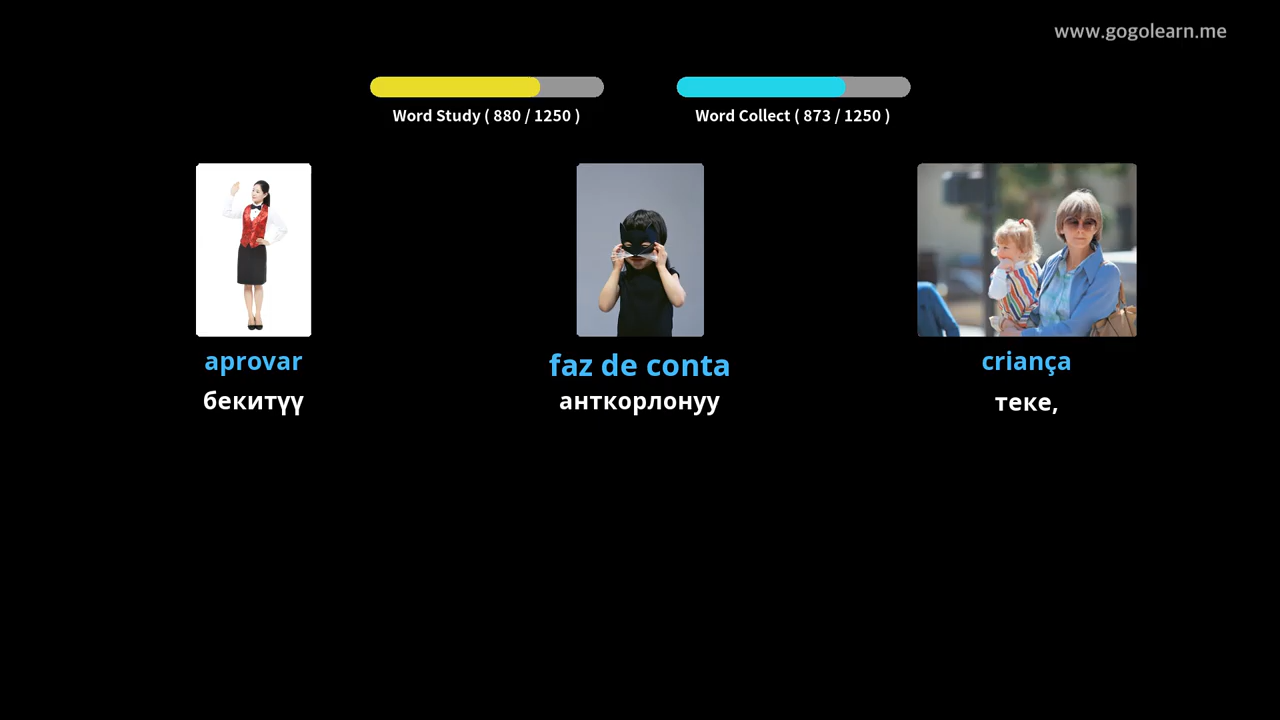 www.gogolearn.me
Word Study ( 880 / 1250 )
Word Collect ( 873 / 1250 )
aprovar
бекитүү
faz de conta
анткорлонуу
criança
теке,